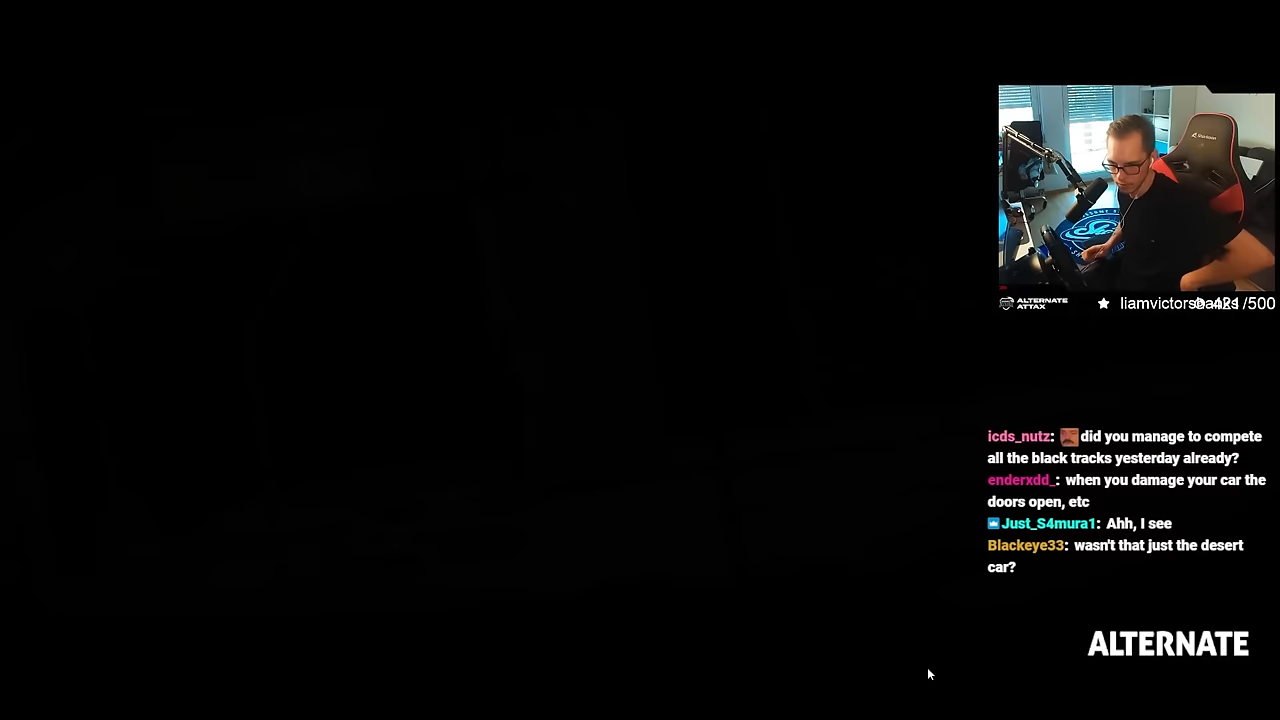 ALTERNATE
ATTAX
/500
icds_nutz: did you manage to compete
all the black tracks yesterday already?
enderxdd_: when you damage your car the
doors open, etc
Just_S4mura1: Ahh, I see
Blackeye33: wasn't that just the desert
car?
ALTERNATE